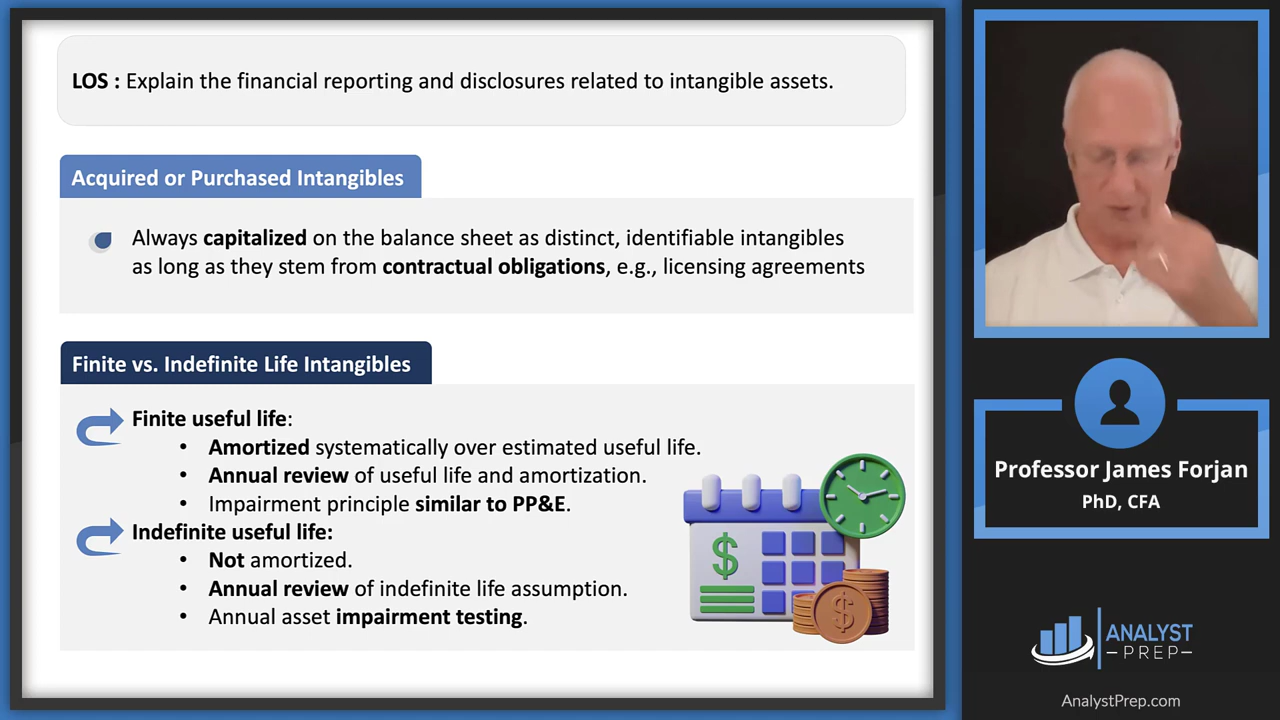 LOS : Explain the financial reporting and disclosures related to intangible assets.
Acquired or Purchased Intangibles
Always capitalized on the balance sheet as distinct, identifiable intangibles
as long as they stem from contractual obligations, e.g., licensing agreements
Finite vs. Indefinite Life Intangibles
Finite useful life:
• Amortized systematically over estimated useful life.
• Annual review of useful life and amortization.
• Impairment principle similar to PP&E.
Indefinite useful life:
• Not amortized.
• Annual review of indefinite life assumption.
• Annual asset impairment testing.
$
$
Professor James Forjan
PhD, CFA
ANALYST
–PREP–
AnalystPrep.com